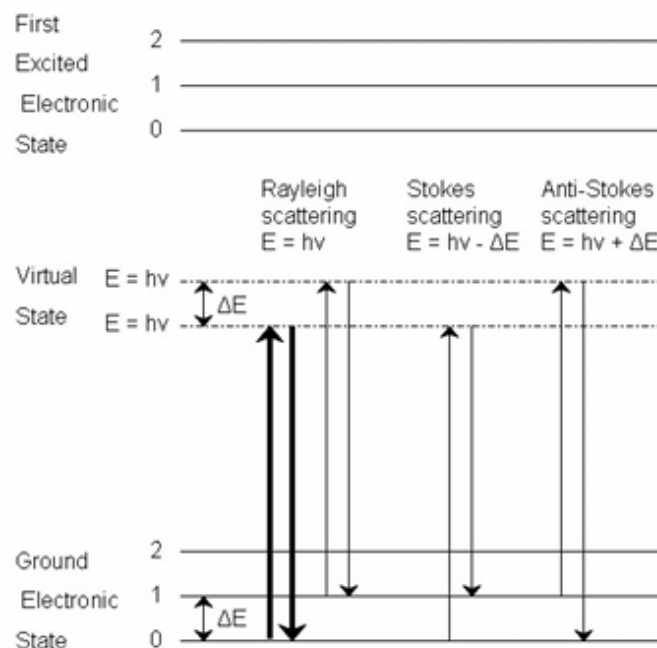 First
2
Excited
1
Electronic
0
State
Rayleigh scattering E = hν
Stokes scattering E = hν - ΔE
Anti-Stokes scattering E = hν + ΔE
Virtual E = hν
ΔE
State E = hν
Ground
2
Electronic
1
ΔE
State
0